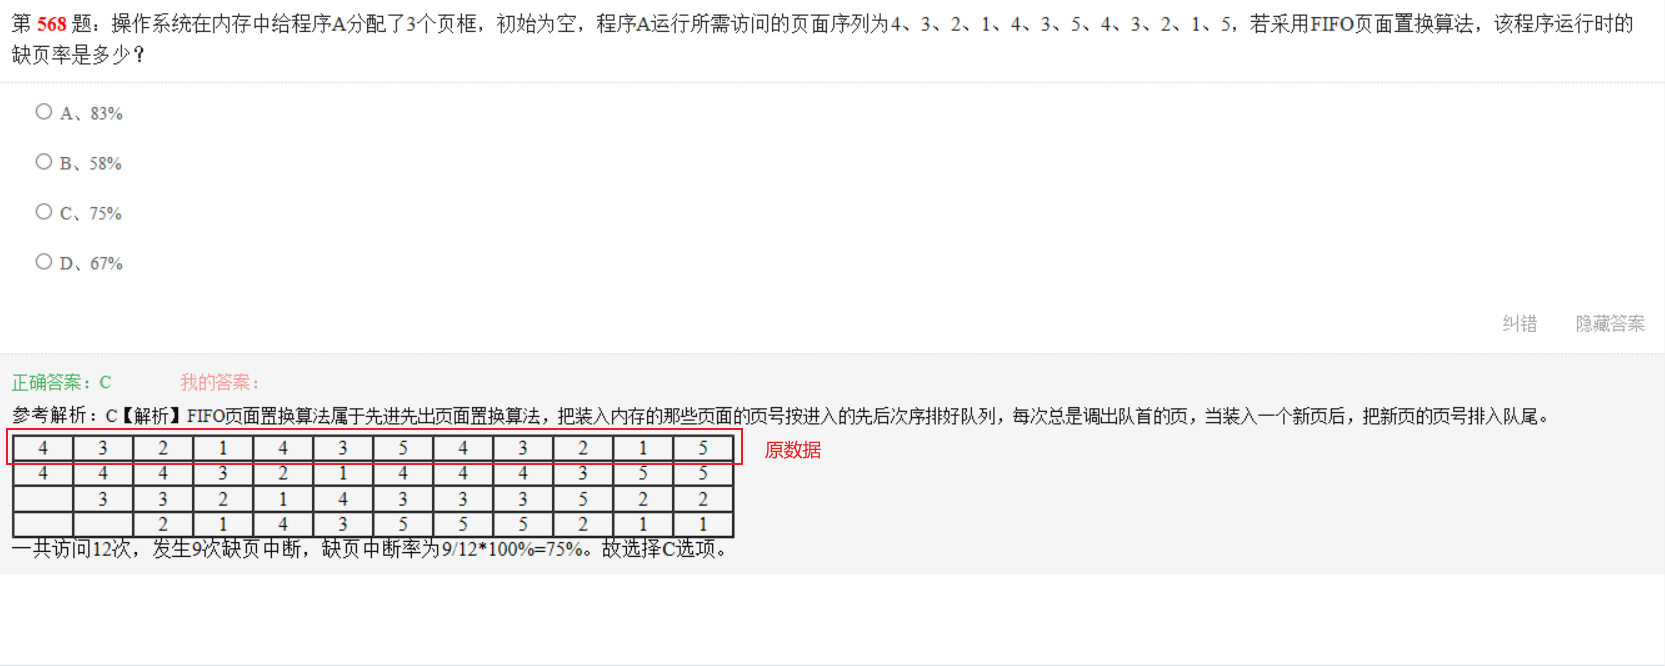 第 568 题：操作系统在内存中给程序A分配了3个页框，初始为空，程序A运行所需访问的页面序列为4、3、2、1、4、3、5、4、3、2、1、5，若采用FIFO页面置换算法，该程序运行时的
缺页率是多少？
A、83%
B、58%
C、75%
D、67%
纠错 隐藏答案
正确答案：C 我的答案：
参考解析：C【解析】FIFO页面置换算法属于先进先出页面置换算法，把装入内存的那些页面的页号按进入的先后次序排好队列，每次总是调出队首的页，当装入一个新页后，把新页的页号排入队尾。
4 3 2 1 4 3 5 4 3 2 1 5 原数据
4 4 4 3 2 1 4 4 4 3 5 5
3 3 2 1 4 3 3 3 5 2 2
2 1 4 3 5 5 5 2 1 1
一共访问12次，发生9次缺页中断，缺页中断率为9/12*100%=75%。故选择C选项。